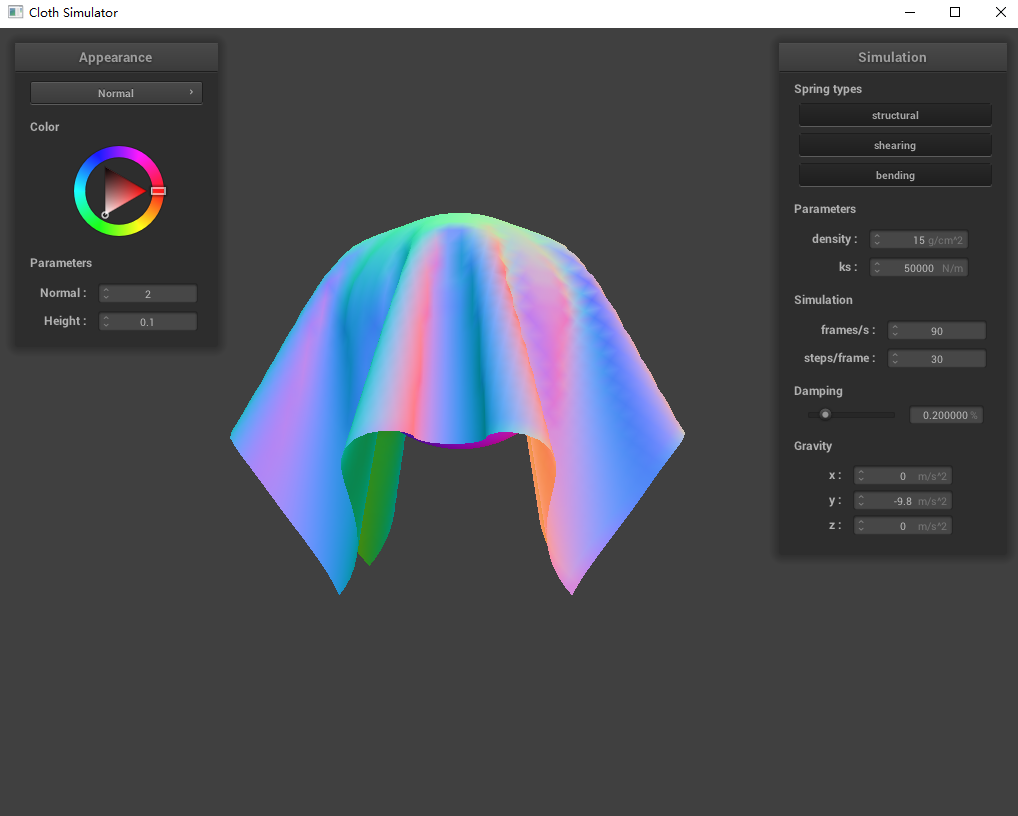 Cloth Simulator
Appearance
Normal
Color
Parameters
Normal : 2
Height : 0.1
Simulation
Spring types
structural
shearing
bending
Parameters
density : 15 g/cm^2
ks : 50000 N/m
Simulation
frames/s : 90
steps/frame : 30
Damping
0.200000 %
Gravity
x : 0 m/s^2
y : -9.8 m/s^2
z : 0 m/s^2